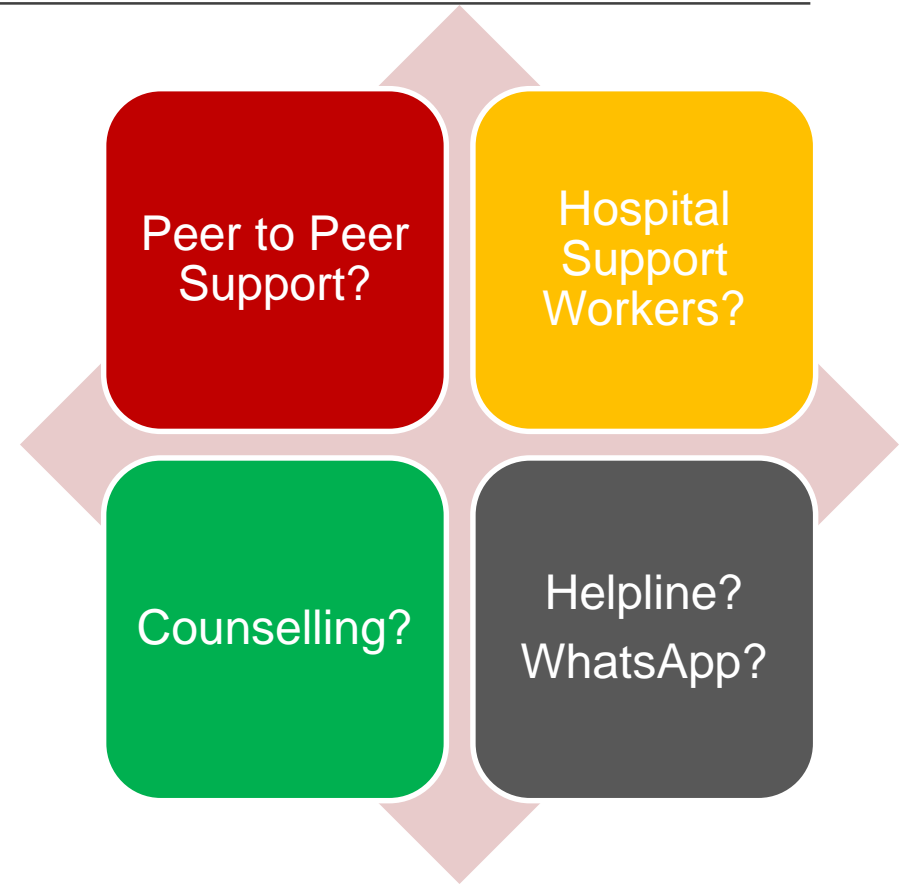 Peer to Peer
Support?
Hospital
Support
Workers?
Counselling?
Helpline?
WhatsApp?